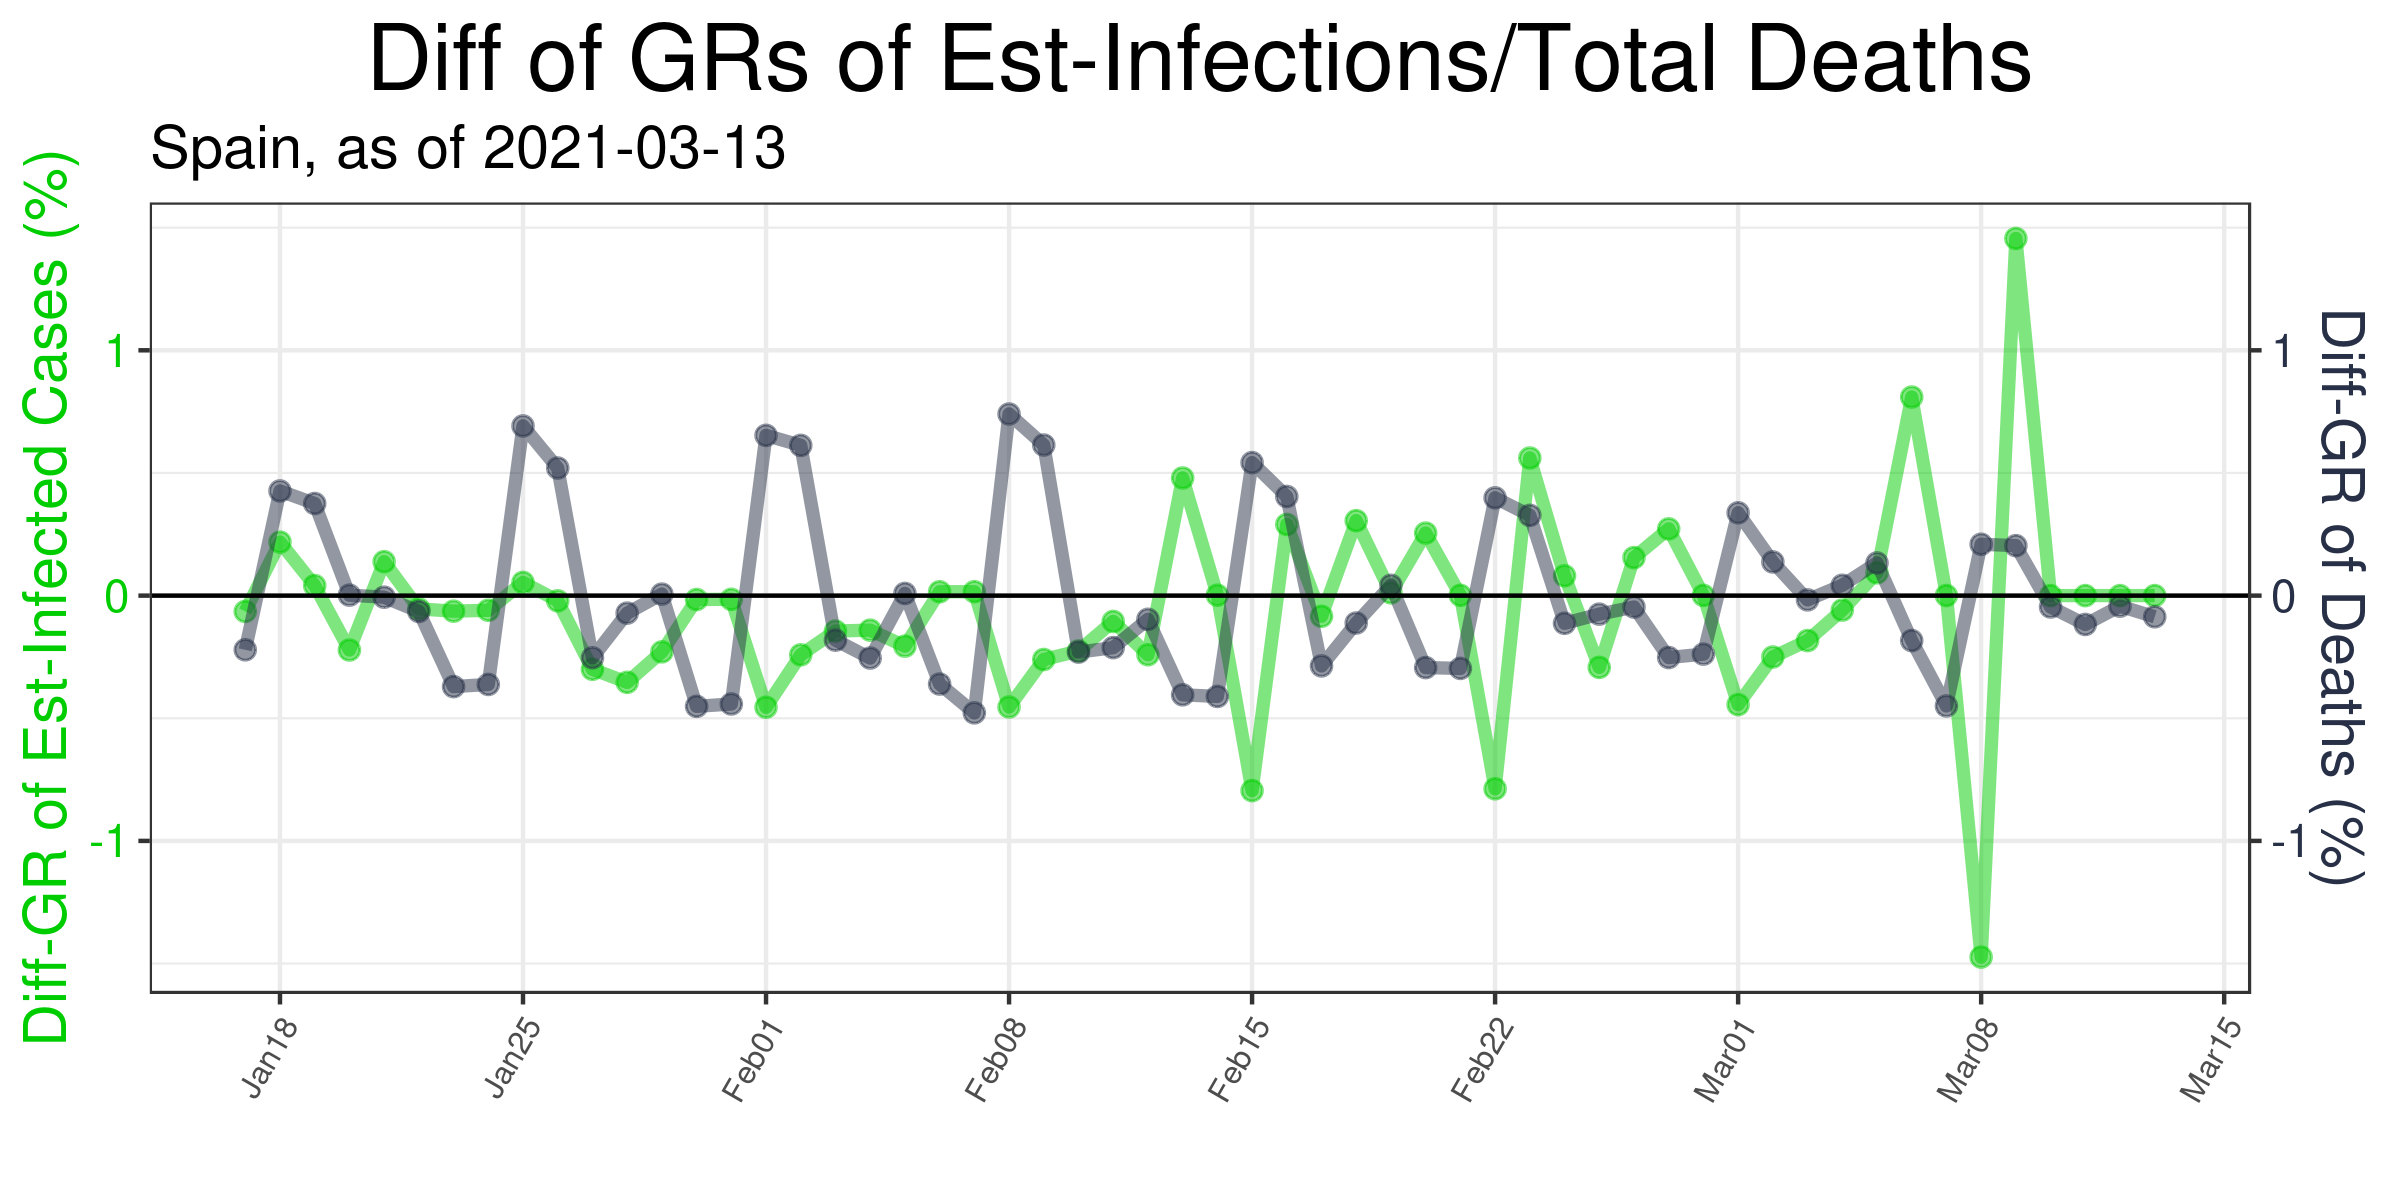 Diff of GRs of Est-Infections/Total Deaths
Spain, as of 2021-03-13
Diff-GR of Est-Infected Cases (%)
1
0
-1
1
0
-1
Diff-GR of Deaths (%)
Jan18
Jan25
Feb01
Feb08
Feb15
Feb22
Mar01
Mar08
Mar15